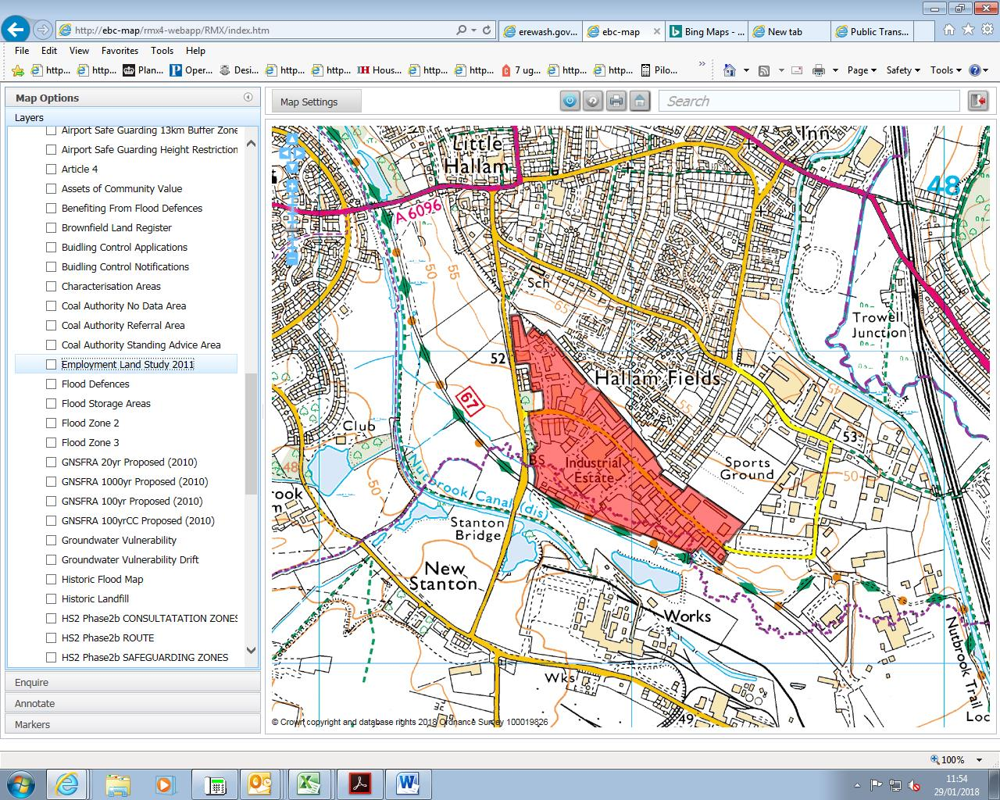 http://ebc-map/rmx4-webapp/RMX/index.htm
erewash.gov...
ebc-map
Bing Maps - ...
New tab
Public Trans...
File Edit View Favorites Tools Help
http... http... Plan... Oper... Desi... http... http... Hous... http... http... 7 ug... http... http... Pilo...
Page Safety Tools
Map Options
Layers
Airport Safe Guarding 13km Buffer Zone
Airport Safe Guarding Height Restriction
Article 4
Assets of Community Value
Benefiting From Flood Defences
Brownfield Land Register
Buidling Control Applications
Buidling Control Notifications
Characterisation Areas
Coal Authority No Data Area
Coal Authority Referral Area
Coal Authority Standing Advice Area
Employment Land Study 2011
Flood Defences
Flood Storage Areas
Flood Zone 2
Flood Zone 3
GNSFRA 20yr Proposed (2010)
GNSFRA 1000yr Proposed (2010)
GNSFRA 100yr Proposed (2010)
GNSFRA 100yrCC Proposed (2010)
Groundwater Vulnerability
Groundwater Vulnerability Drift
Historic Flood Map
Historic Landfill
HS2 Phase2b CONSULTATATION ZONES
HS2 Phase2b ROUTE
HS2 Phase2b SAFEGUARDING ZONES
Enquire
Annotate
Markers
Map Settings
Search
Little
Hallam
Inn
48
A 6096
50
55
Sch
65
Trowell
Junction
52
Hallam Fields
45
67
55
Club
53
BS
Industrial
Estate
Sports
Ground
50
48
50
Nutbrook Canal (dis)
ook
m
Stanton
Bridge
New
Stanton
Works
Wks
49
Nutbrook Trail
Loc
© Crown copyright and database rights 2018 Ordnance Survey 100019826
100%
11:54
29/01/2018